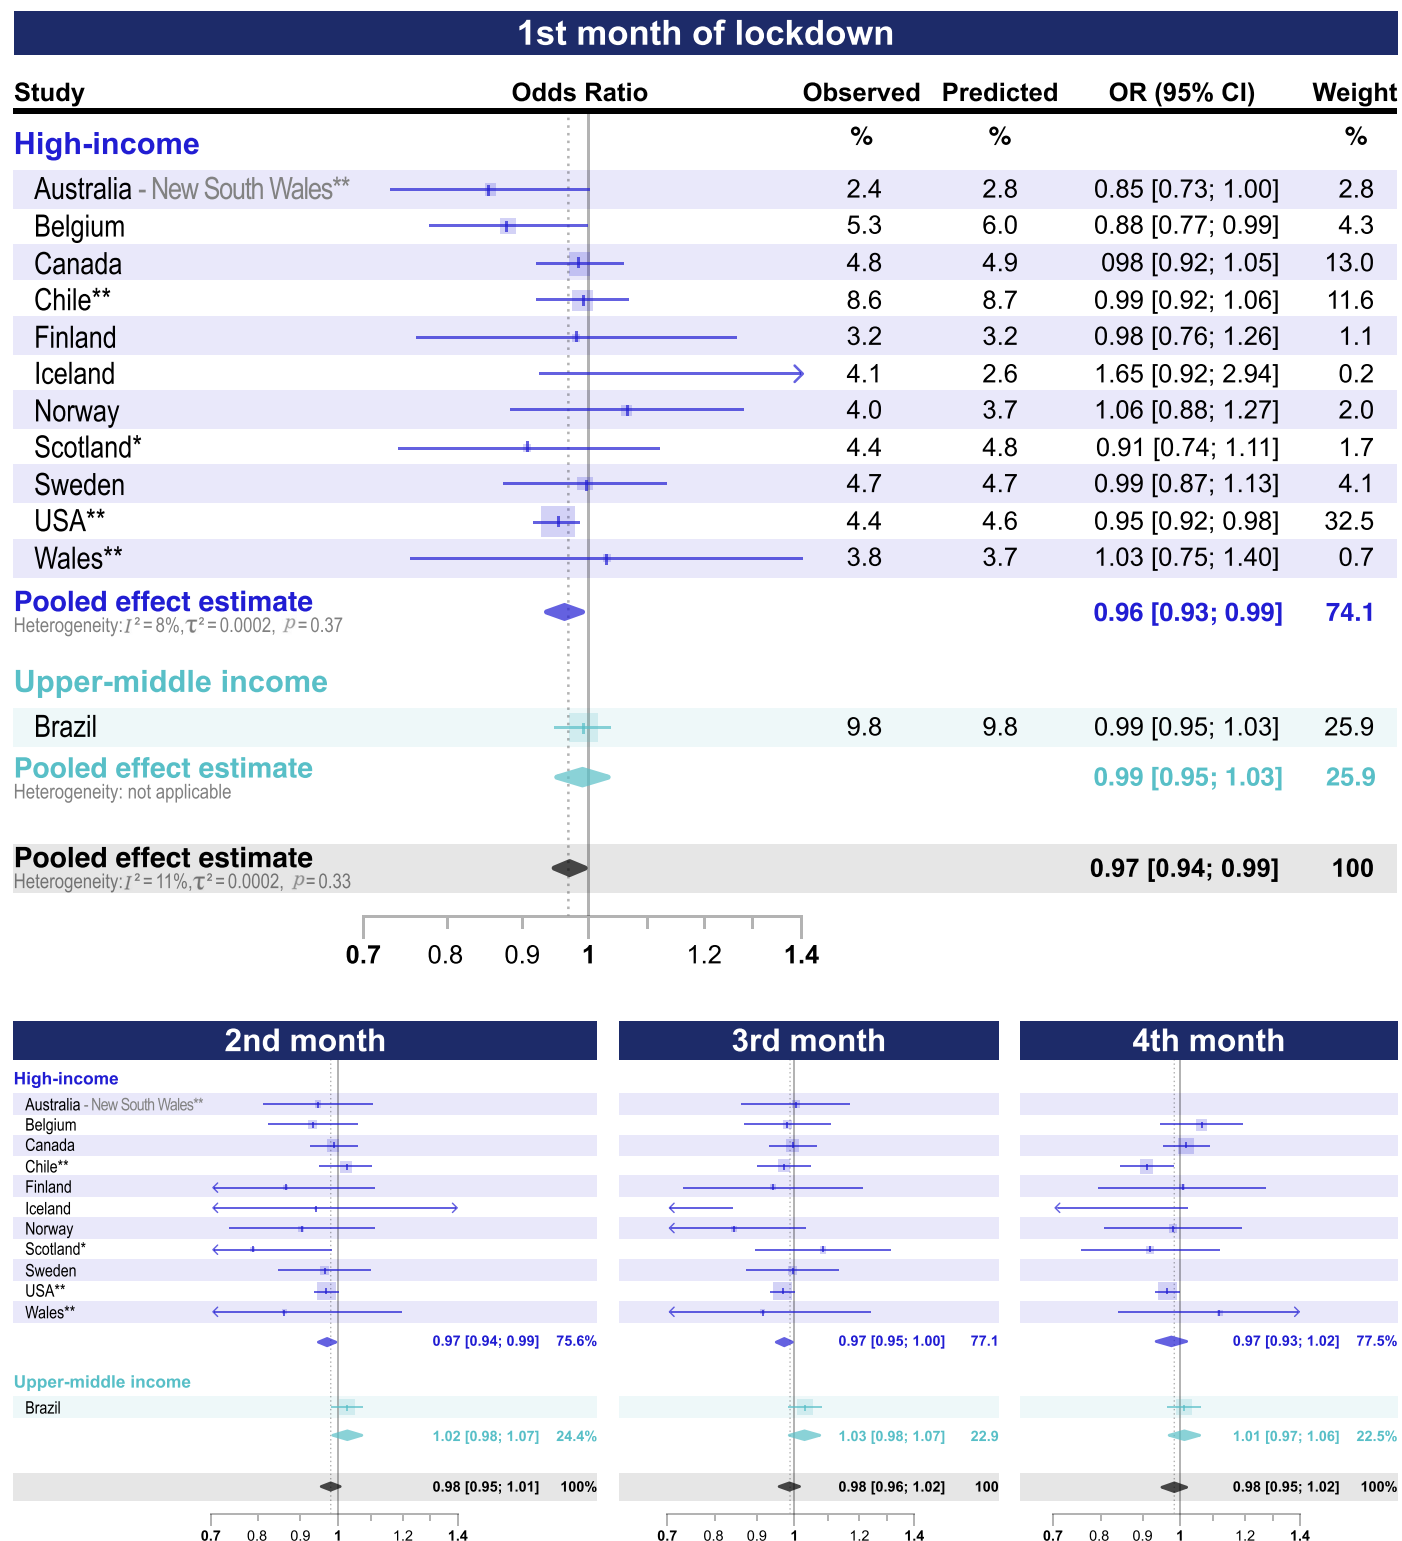 1st month of lockdown
Study Odds Ratio Observed Predicted OR (95% CI) Weight
High-income % % %
Australia - New South Wales** 2.4 2.8 0.85 [0.73; 1.00] 2.8
Belgium 5.3 6.0 0.88 [0.77; 0.99] 4.3
Canada 4.8 4.9 098 [0.92; 1.05] 13.0
Chile** 8.6 8.7 0.99 [0.92; 1.06] 11.6
Finland 3.2 3.2 0.98 [0.76; 1.26] 1.1
Iceland 4.1 2.6 1.65 [0.92; 2.94] 0.2
Norway 4.0 3.7 1.06 [0.88; 1.27] 2.0
Scotland* 4.4 4.8 0.91 [0.74; 1.11] 1.7
Sweden 4.7 4.7 0.99 [0.87; 1.13] 4.1
USA** 4.4 4.6 0.95 [0.92; 0.98] 32.5
Wales** 3.8 3.7 1.03 [0.75; 1.40] 0.7
Pooled effect estimate 0.96 [0.93; 0.99] 74.1
Heterogeneity: I² = 8%, τ² = 0.0002, p = 0.37
Upper-middle income
Brazil 9.8 9.8 0.99 [0.95; 1.03] 25.9
Pooled effect estimate 0.99 [0.95; 1.03] 25.9
Heterogeneity: not applicable
Pooled effect estimate 0.97 [0.94; 0.99] 100
Heterogeneity: I² = 11%, τ² = 0.0002, p = 0.33
0.7 0.8 0.9 1 1.2 1.4
2nd month 3rd month 4th month
High-income
Australia - New South Wales**
Belgium
Canada
Chile**
Finland
Iceland
Norway
Scotland*
Sweden
USA**
Wales**
0.97 [0.94; 0.99] 75.6% 0.97 [0.95; 1.00] 77.1 0.97 [0.93; 1.02] 77.5%
Upper-middle income
Brazil
1.02 [0.98; 1.07] 24.4% 1.03 [0.98; 1.07] 22.9 1.01 [0.97; 1.06] 22.5%
0.98 [0.95; 1.01] 100% 0.98 [0.96; 1.02] 100 0.98 [0.95; 1.02] 100%
0.7 0.8 0.9 1 1.2 1.4 0.7 0.8 0.9 1 1.2 1.4 0.7 0.8 0.9 1 1.2 1.4